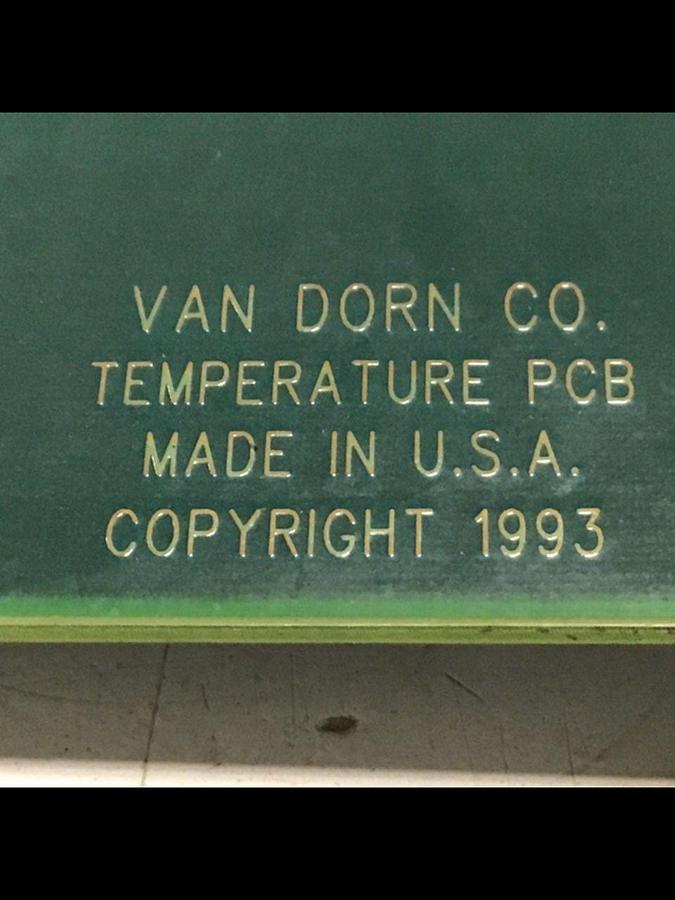 VAN DORN CO.
TEMPERATURE PCB
MADE IN U.S.A.
COPYRIGHT 1993